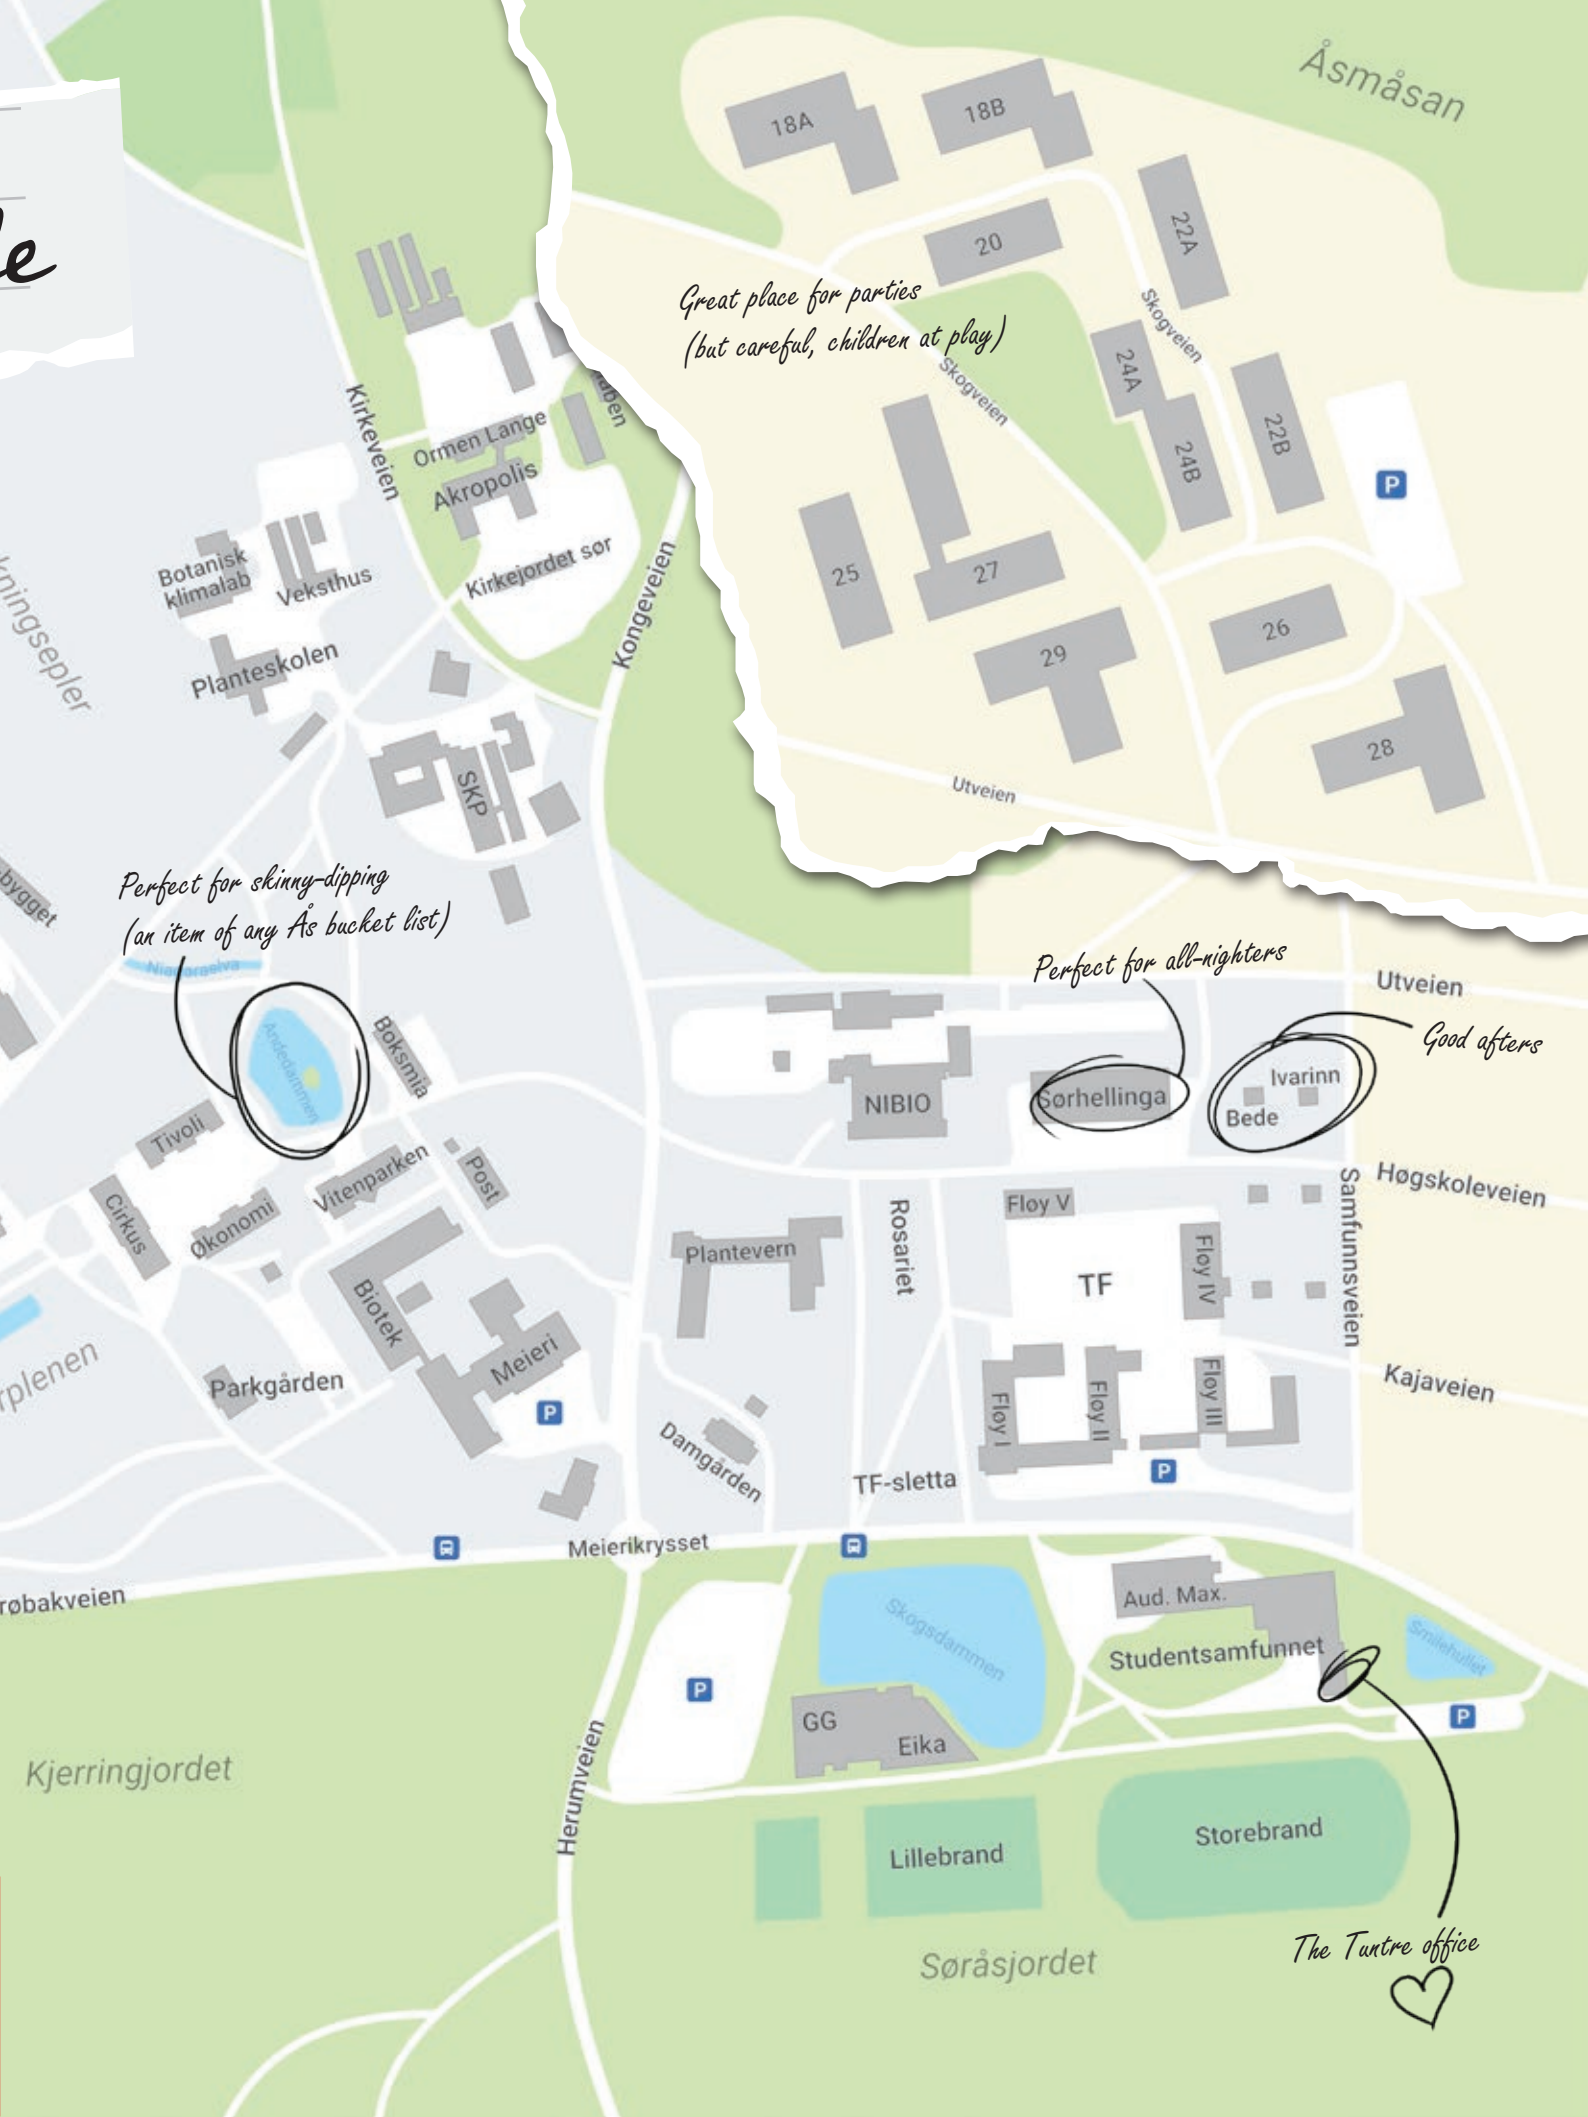 Åsmåsan
18A
18B
20
22A
Great place for parties
(but careful, children at play)
Skogveien
Skogveien
24A
24B
22B
P
25
27
26
29
28
Utveien
Kirkeveien
Ormen Lange
Akropolis
Kirkejordet sør
Kongeveien
Botanisk
klimalab
Veksthus
Planteskolen
SKP
Perfect for skinny-dipping
(an item of any Ås bucket list)
Andedammen
Boksmia
Tivoli
Cirkus
Økonomi
Vitenparken
Post
Biotek
Meieri
Parkgården
P
Perfect for all-nighters
Utveien
Good afters
NIBIO
Sørhellinga
Ivarinn
Bede
Høgskoleveien
Samfunnsveien
Plantevern
Rosariet
Fløy V
Fløy IV
TF
Fløy I
Fløy II
Fløy III
Kajaveien
Damgården
TF-sletta
P
Meierikrysset
Skogsdammen
Aud. Max.
Studentsamfunnet
Smilehullet
P
P
GG
Eika
Kjerringjordet
Herumveien
Lillebrand
Storebrand
Søråsjordet
The Tuntre office